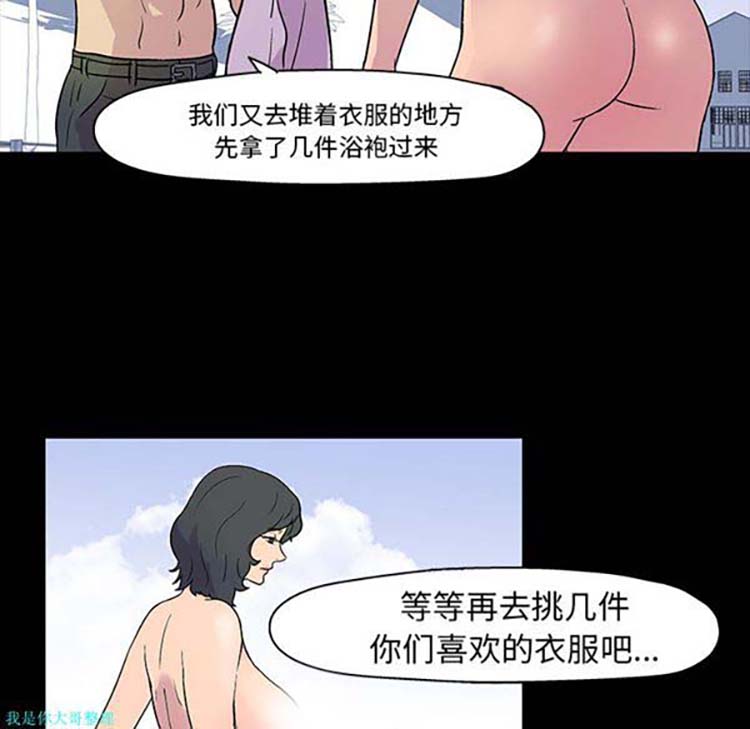 我们又去堆着衣服的地方
先拿了几件浴袍过来
等等再去挑几件
你们喜欢的衣服吧...
我是你大哥整理